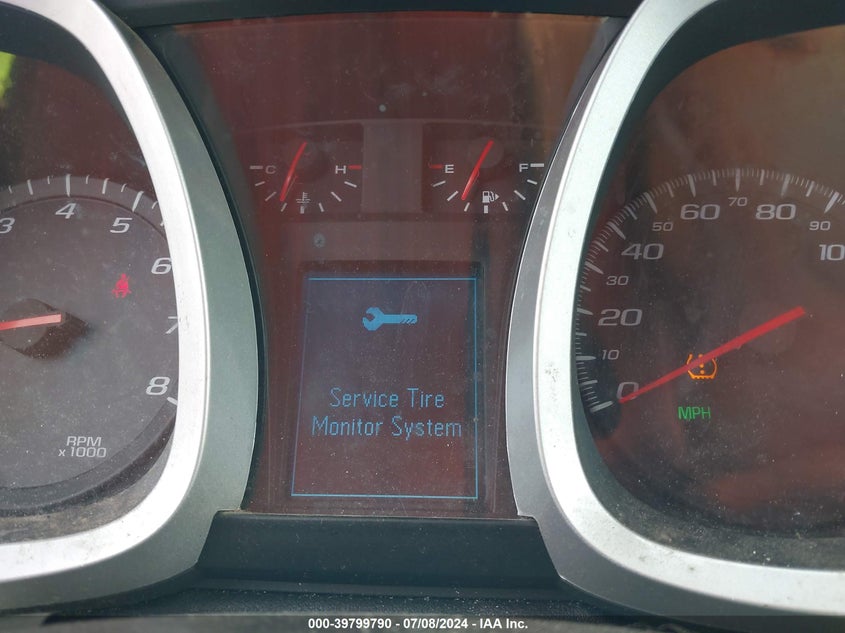 C H
E F
3 4 5 6 7 8
RPM
x1000
Service Tire
Monitor System
0 10 20 30 40 50 60 70 80 90 10
MPH
000-39799790 - 07/08/2024 - IAA Inc.